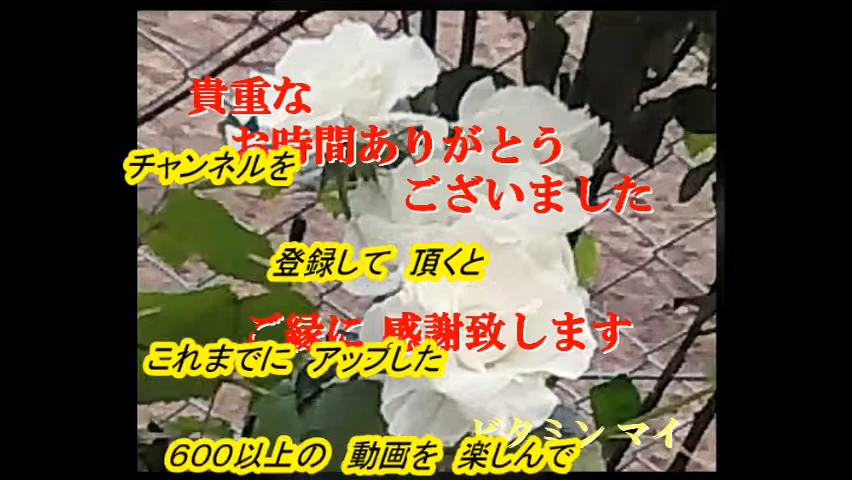 貴重な
お時間ありがとう
チャンネルを
ございました
登録して 頂くと
ご縁に 感謝致します
これまでに アップした
ビタミン マイ
600以上の 動画を 楽しんで